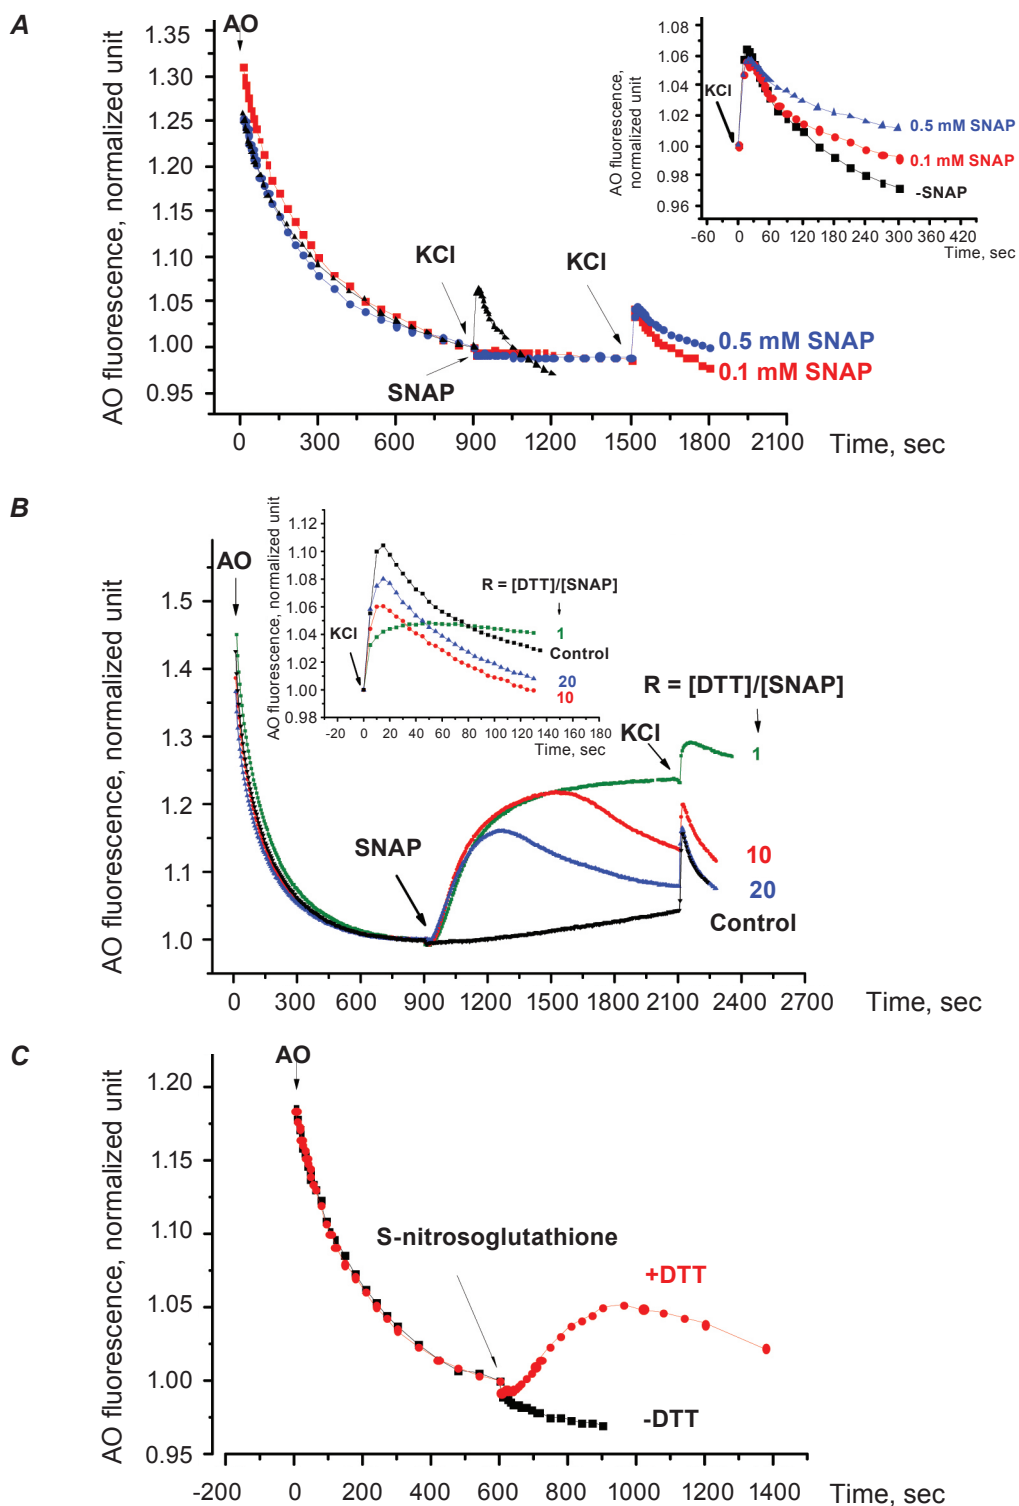 A
AO
AO fluorescence, normalized unit
1.35
1.30
1.25
1.20
1.15
1.10
1.05
1.00
0.95
KCl
KCl
SNAP
0.5 mM SNAP
0.1 mM SNAP
0 300 600 900 1200 1500 1800 2100
Time, sec
AO fluorescence,
normalized unit
1.08
1.06
1.04
1.02
1.00
0.98
0.96
KCl
0.5 mM SNAP
0.1 mM SNAP
-SNAP
-60 0 60 120 180 240 300 360 420
Time, sec
B
AO
AO fluorescence, normalized unit
1.5
1.4
1.3
1.2
1.1
1.0
SNAP
KCl
R = [DTT]/[SNAP]
1
10
20
Control
0 300 600 900 1200 1500 1800 2100 2400 2700
Time, sec
AO fluorescence, normalized unit
1.12
1.10
1.08
1.06
1.04
1.02
1.00
0.98
KCl
R = [DTT]/[SNAP]
1
Control
20
10
-20 0 20 40 60 80 100 120 140 160 180
Time, sec
C
AO
AO fluorescence, normalized unit
1.20
1.15
1.10
1.05
1.00
0.95
S-nitrosoglutathione
+DTT
-DTT
-200 0 200 400 600 800 1000 1200 1400
Time, sec